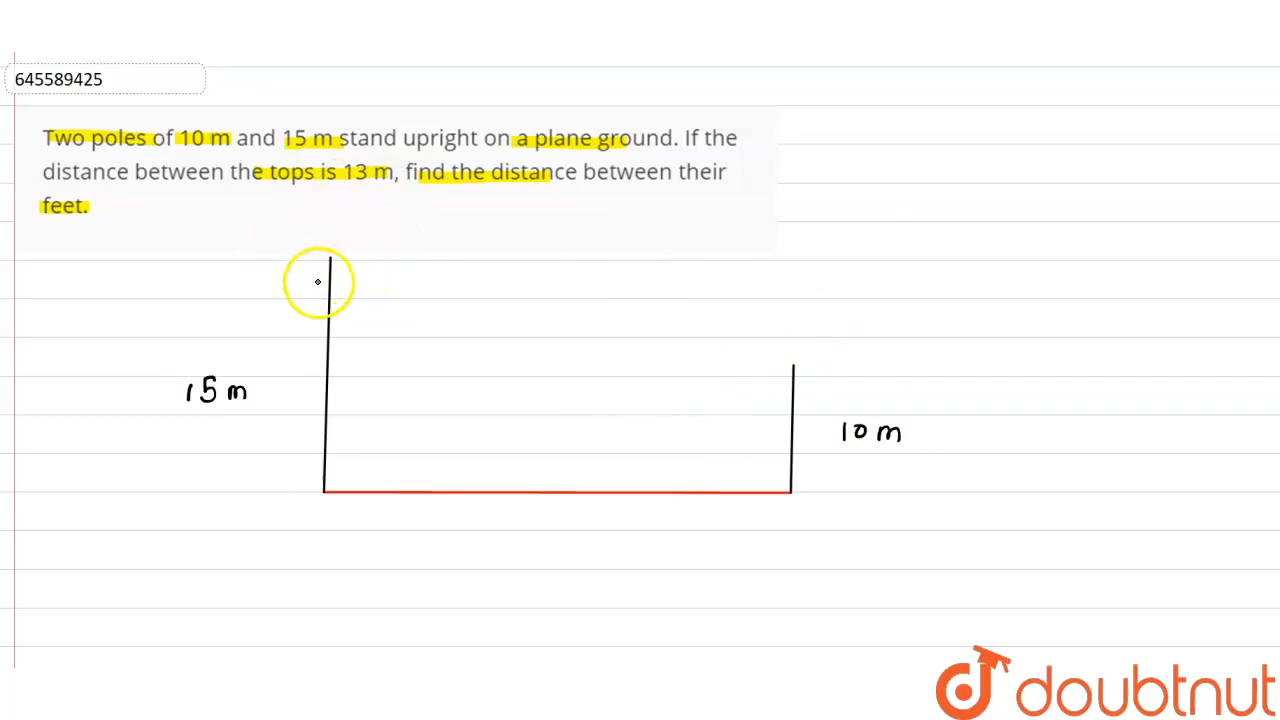 645589425
Two poles of 10 m and 15 m stand upright on a plane ground. If the
distance between the tops is 13 m, find the distance between their
feet.
15 m
10 m
doubtnut